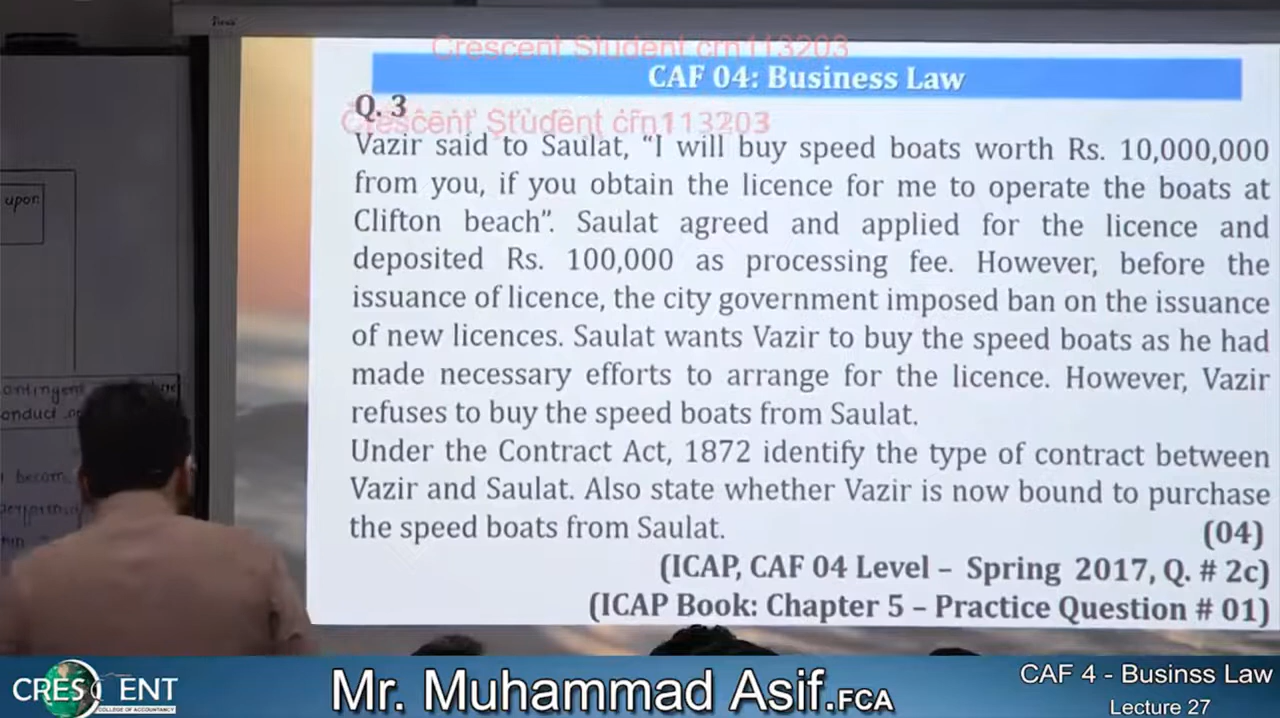 Crescent Student crn113203
CAF 04: Business Law
Q. 3
Crescent Student crn113203
Vazir said to Saulat, “I will buy speed boats worth Rs. 10,000,000
from you, if you obtain the licence for me to operate the boats at
Clifton beach”. Saulat agreed and applied for the licence and
deposited Rs. 100,000 as processing fee. However, before the
issuance of licence, the city government imposed ban on the issuance
of new licences. Saulat wants Vazir to buy the speed boats as he had
made necessary efforts to arrange for the licence. However, Vazir
refuses to buy the speed boats from Saulat.
Under the Contract Act, 1872 identify the type of contract between
Vazir and Saulat. Also state whether Vazir is now bound to purchase
the speed boats from Saulat.
(04)
(ICAP, CAF 04 Level – Spring 2017, Q. # 2c)
(ICAP Book: Chapter 5 – Practice Question # 01)
upon
CRESCENT
COLLEGE OF ACCOUNTANCY
Mr. Muhammad Asif.FCA
CAF 4 - Businss Law
Lecture 27